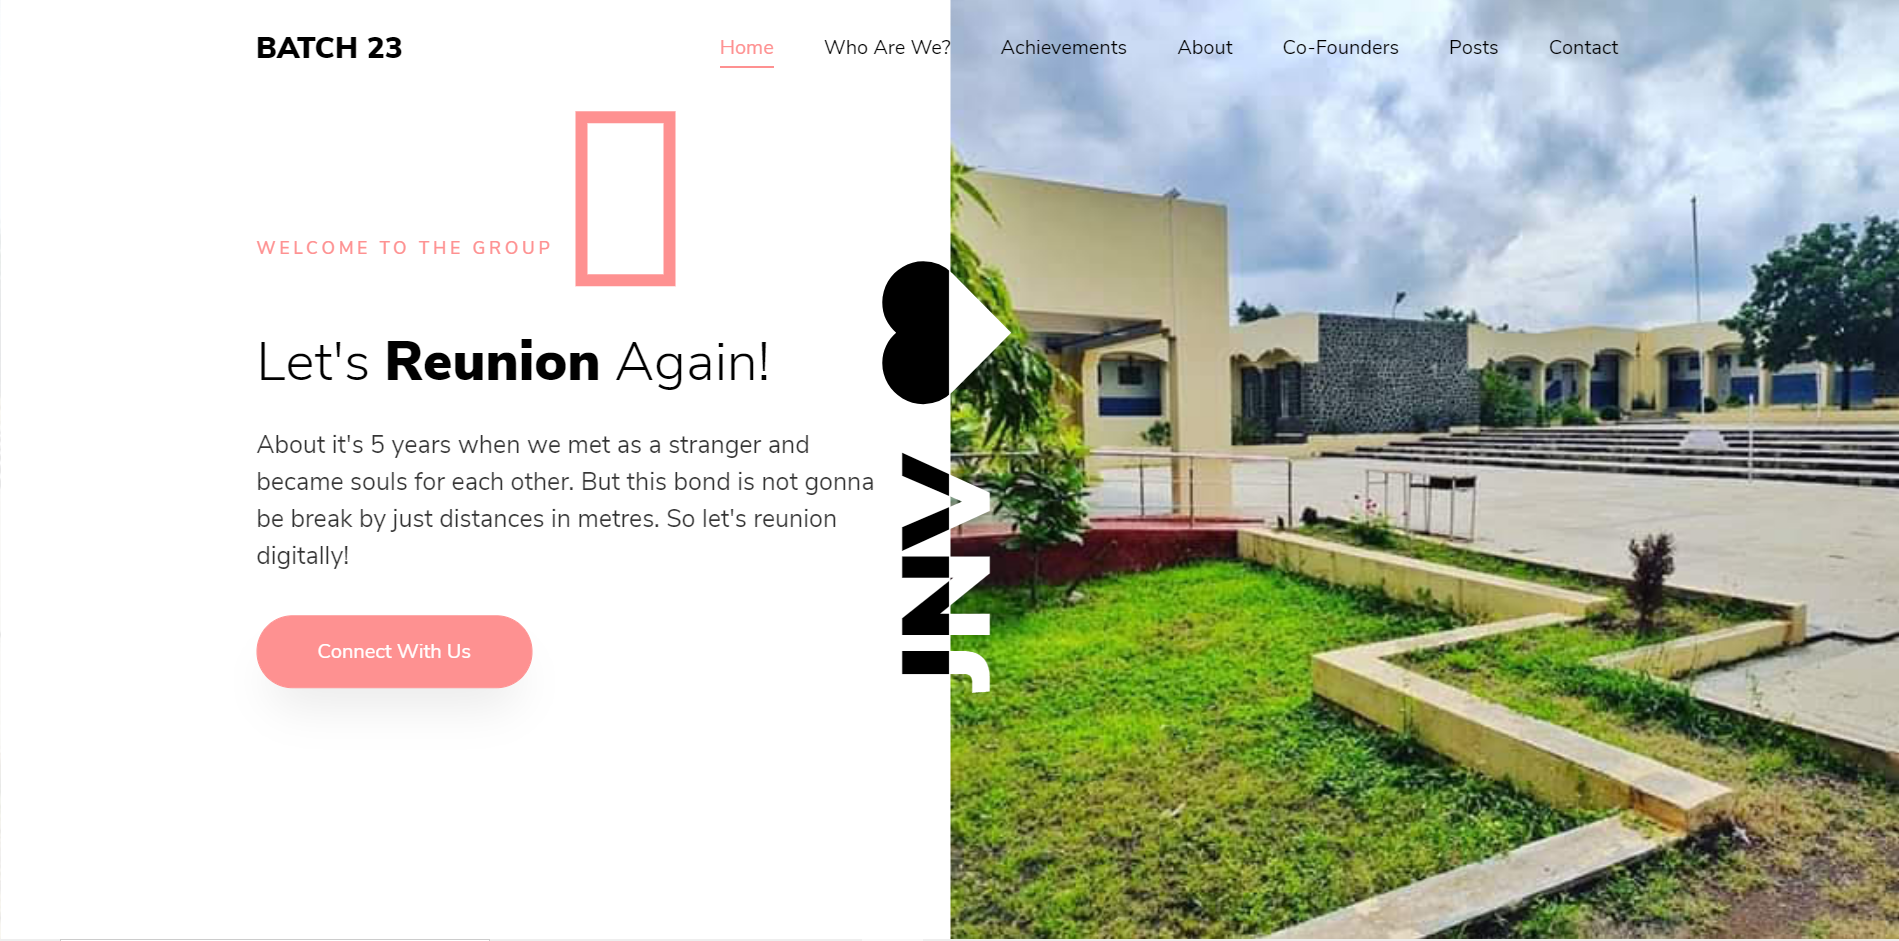 BATCH 23
Home Who Are We? Achievements About Co-Founders Posts Contact
WELCOME TO THE GROUP
Let's Reunion Again!
About it's 5 years when we met as a stranger and
became souls for each other. But this bond is not gonna
be break by just distances in metres. So let's reunion
digitally!
Connect With Us
JNV